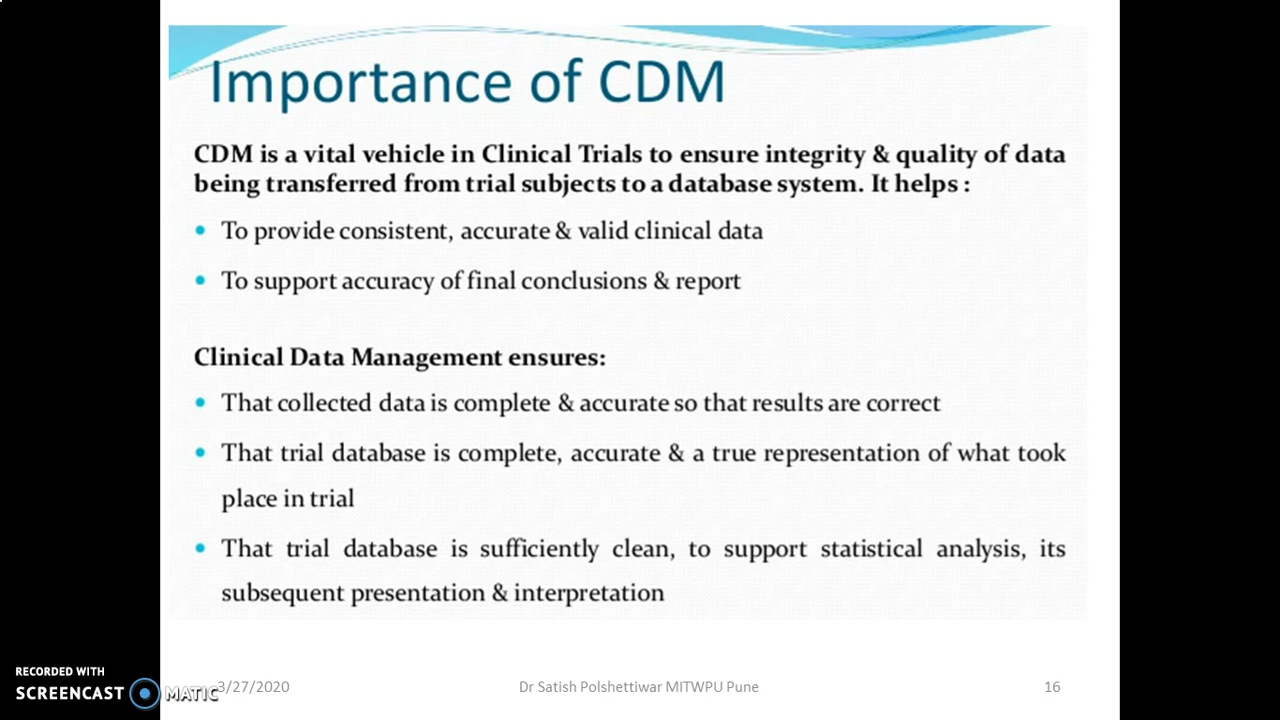 Importance of CDM
CDM is a vital vehicle in Clinical Trials to ensure integrity & quality of data
being transferred from trial subjects to a database system. It helps :
• To provide consistent, accurate & valid clinical data
• To support accuracy of final conclusions & report
Clinical Data Management ensures:
• That collected data is complete & accurate so that results are correct
• That trial database is complete, accurate & a true representation of what took
place in trial
• That trial database is sufficiently clean, to support statistical analysis, its
subsequent presentation & interpretation
RECORDED WITH
SCREENCAST MATIC
3/27/2020
Dr Satish Polshettiwar MITWPU Pune
16